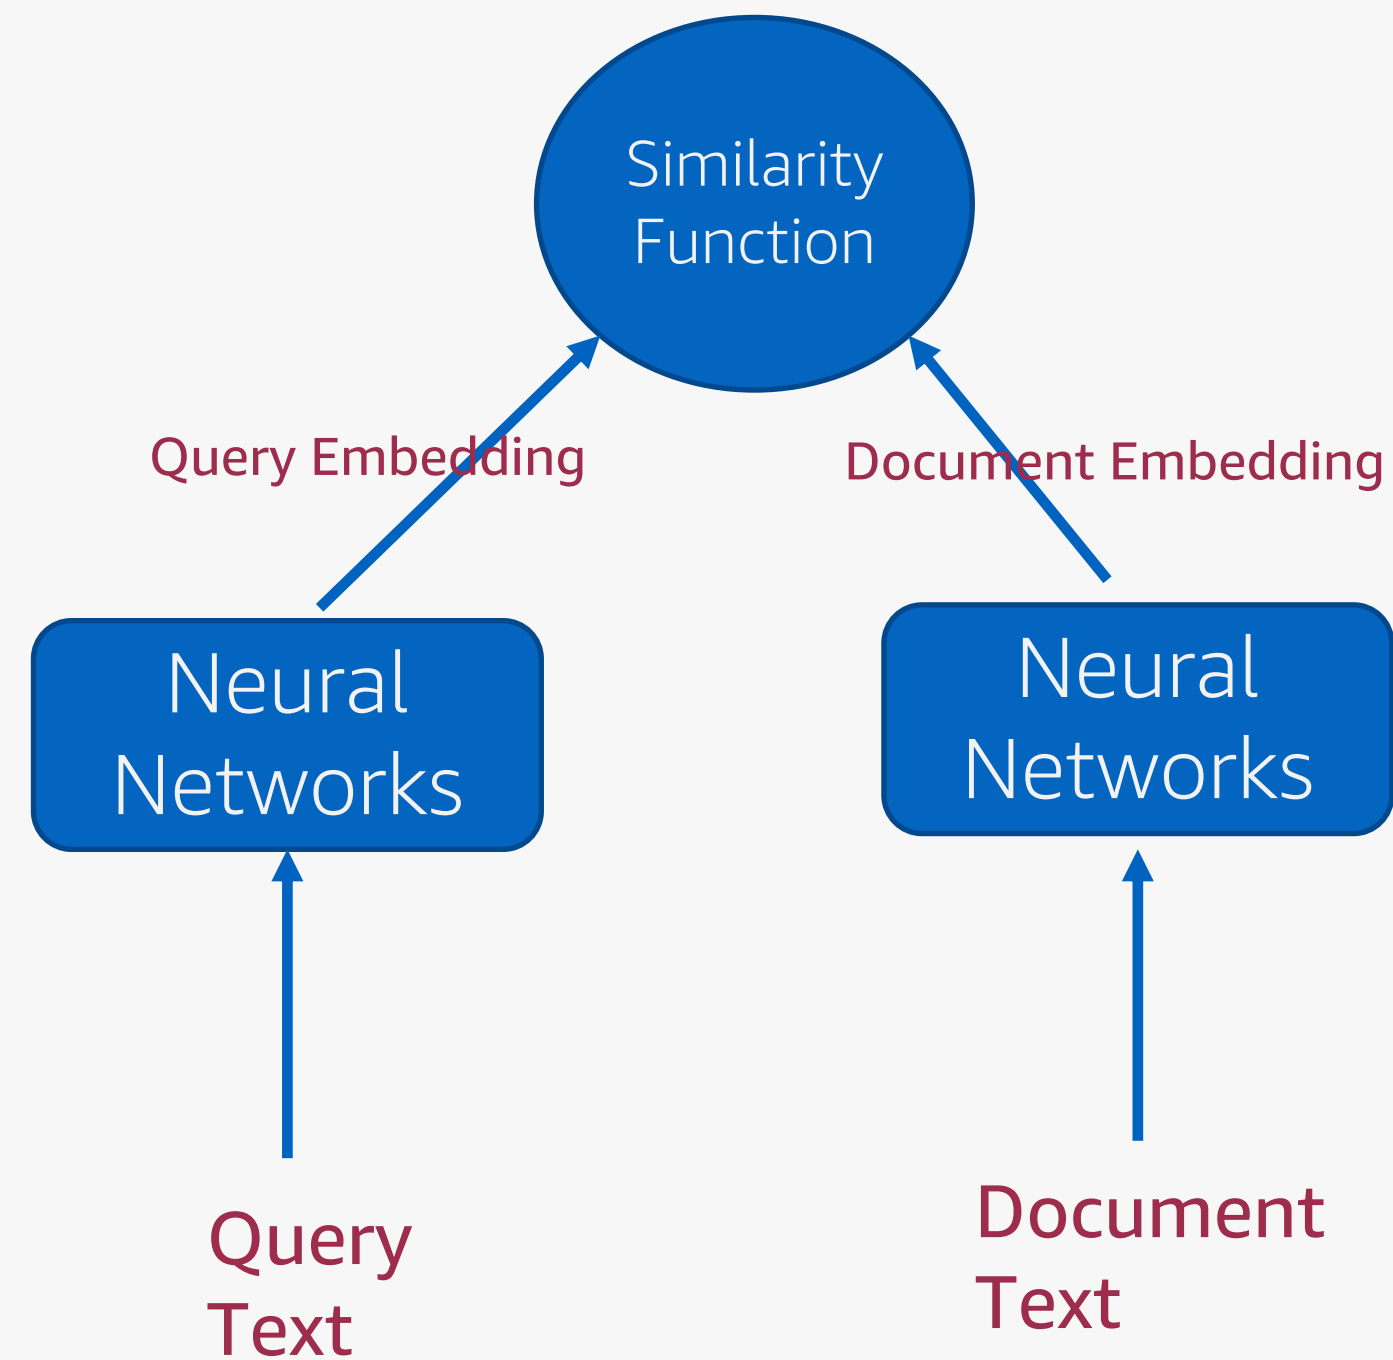 Similarity
Function
Query Embedding
Document Embedding
Neural
Networks
Neural
Networks
Query
Text
Document
Text